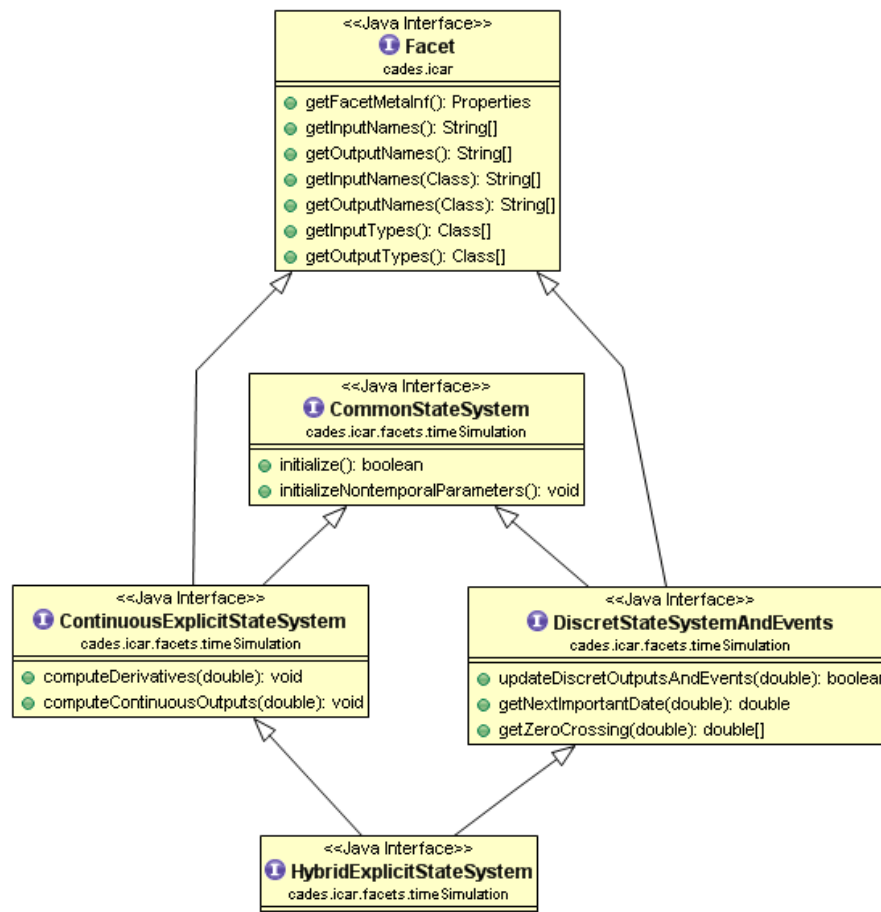 <<Java Interface>>
I Facet
cades.icar
getFacetMetaInf(): Properties
getInputNames(): String[]
getOutputNames(): String[]
getInputNames(Class): String[]
getOutputNames(Class): String[]
getInputTypes(): Class[]
getOutputTypes(): Class[]
<<Java Interface>>
I CommonStateSystem
cades.icar.facets.timeSimulation
initialize(): boolean
initializeNontemporalParameters(): void
<<Java Interface>>
I ContinuousExplicitStateSystem
cades.icar.facets.timeSimulation
computeDerivatives(double): void
computeContinuousOutputs(double): void
<<Java Interface>>
I DiscretStateSystemAndEvents
cades.icar.facets.timeSimulation
updateDiscretOutputsAndEvents(double): boolean
getNextImportantDate(double): double
getZeroCrossing(double): double[]
<<Java Interface>>
I HybridExplicitStateSystem
cades.icar.facets.timeSimulation